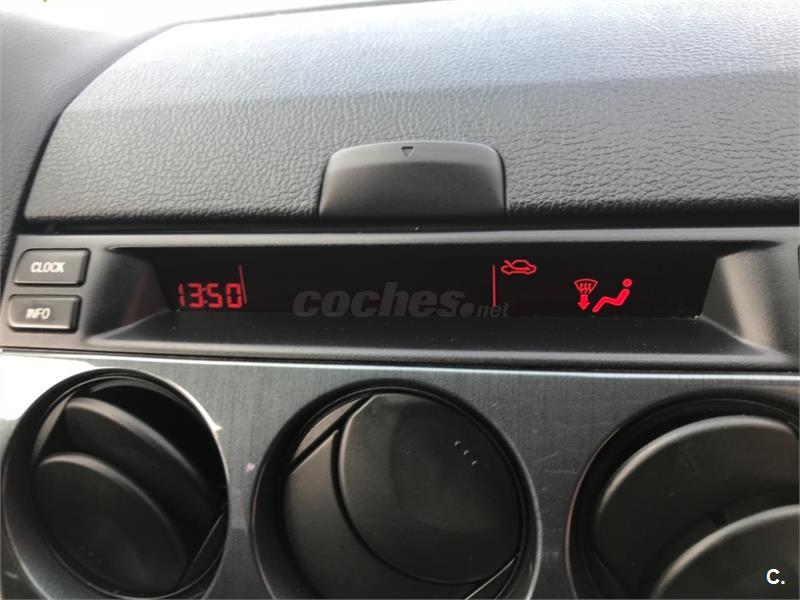 CLOCK
INFO
13:50
coches.net
C.